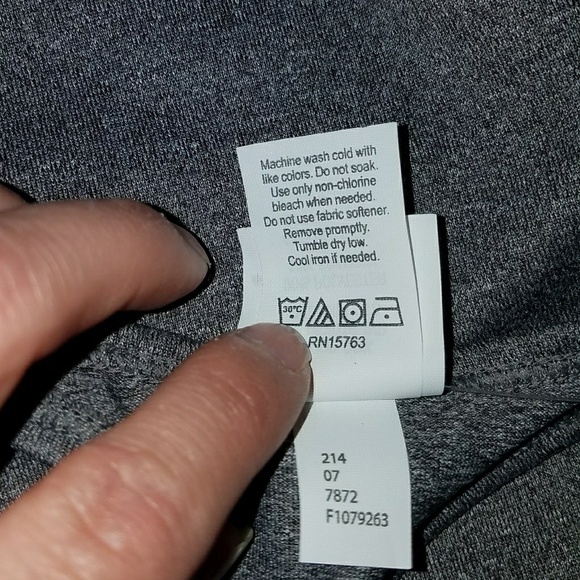 Machine wash cold with
like colors. Do not soak.
Use only non-chlorine
bleach when needed.
Do not use fabric softener.
Remove promptly.
Tumble dry low.
Cool iron if needed.
30°C
RN15763
214
07
7872
F1079263